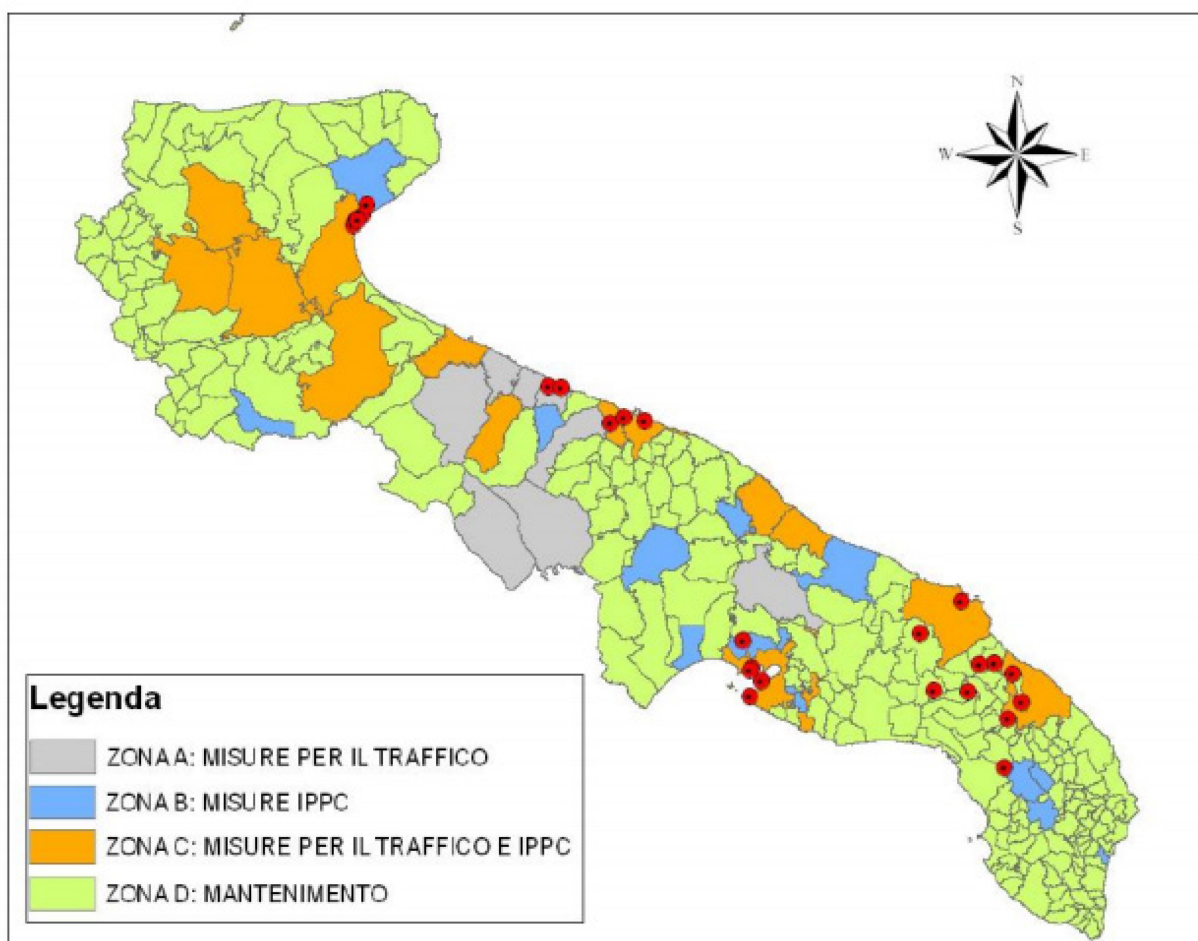 N
W
E
S
Legenda
ZONA A: MISURE PER IL TRAFFICO
ZONA B: MISURE IPPC
ZONA C: MISURE PER IL TRAFFICO E IPPC
ZONA D: MANTENIMENTO